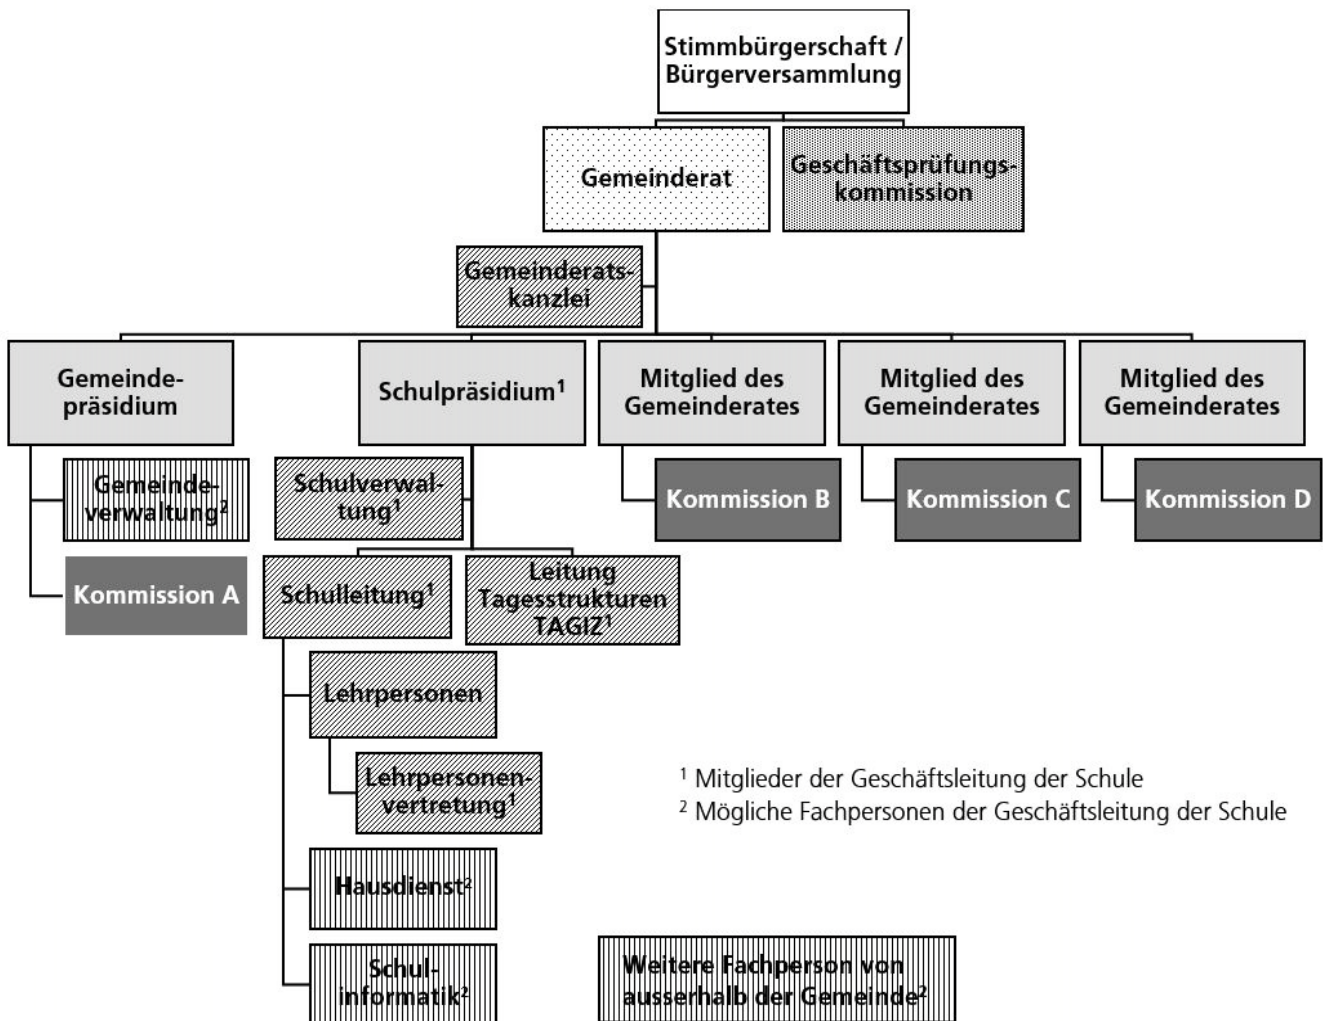 Stimmbürgerschaft /
Bürgerversammlung
Gemeinderat
Geschäftsprüfungs-
kommission
Gemeinderats-
kanzlei
Gemeinde-
präsidium
Schulpräsidium¹
Mitglied des
Gemeinderates
Mitglied des
Gemeinderates
Mitglied des
Gemeinderates
Gemeinde-
verwaltung²
Schulverwal-
tung¹
Kommission B
Kommission C
Kommission D
Kommission A
Schulleitung¹
Leitung
Tagesstrukturen
TAGIZ¹
Lehrpersonen
Lehrpersonen-
vertretung¹
¹ Mitglieder der Geschäftsleitung der Schule
² Mögliche Fachpersonen der Geschäftsleitung der Schule
Hausdienst²
Schul-
informatik²
Weitere Fachperson von
ausserhalb der Gemeinde²